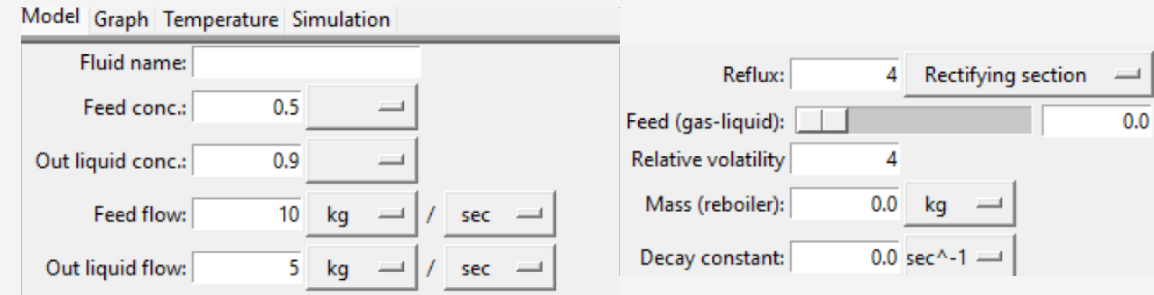 Model Graph Temperature Simulation
Fluid name:
Feed conc.: 0.5
Out liquid conc.: 0.9
Feed flow: 10 kg / sec
Out liquid flow: 5 kg / sec
Reflux: 4 Rectifying section
Feed (gas-liquid): 0.0
Relative volatility 4
Mass (reboiler): 0.0 kg
Decay constant: 0.0 sec^-1